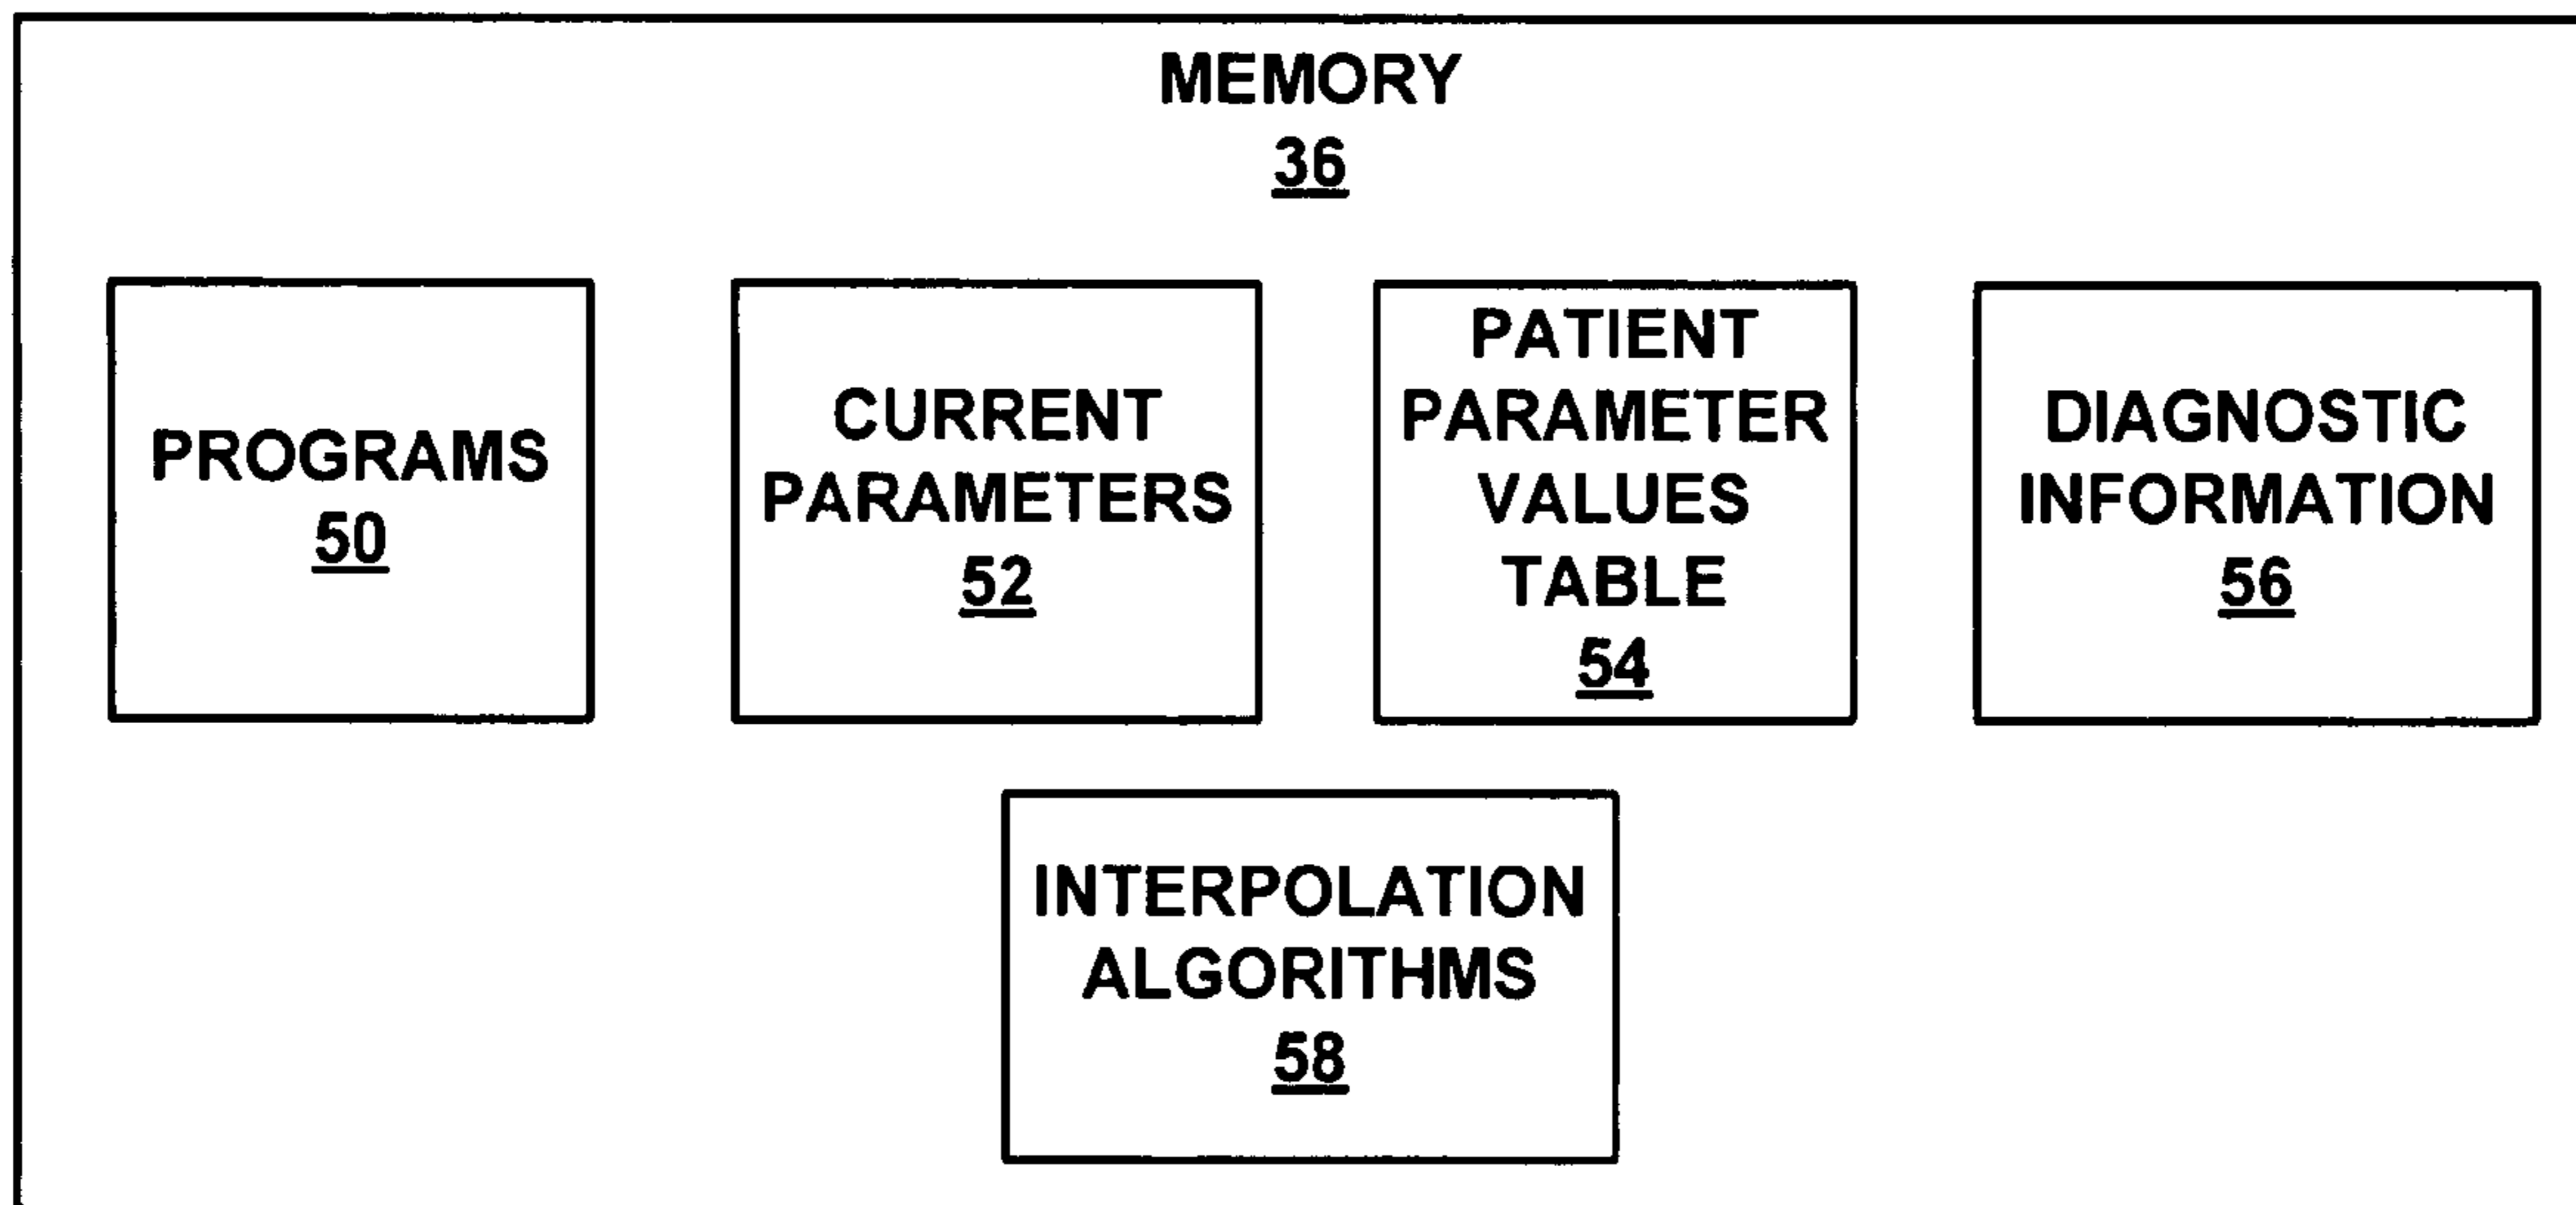 MEMORY
36
PROGRAMS
50
CURRENT
PARAMETERS
52
PATIENT
PARAMETER
VALUES
TABLE
54
DIAGNOSTIC
INFORMATION
56
INTERPOLATION
ALGORITHMS
58